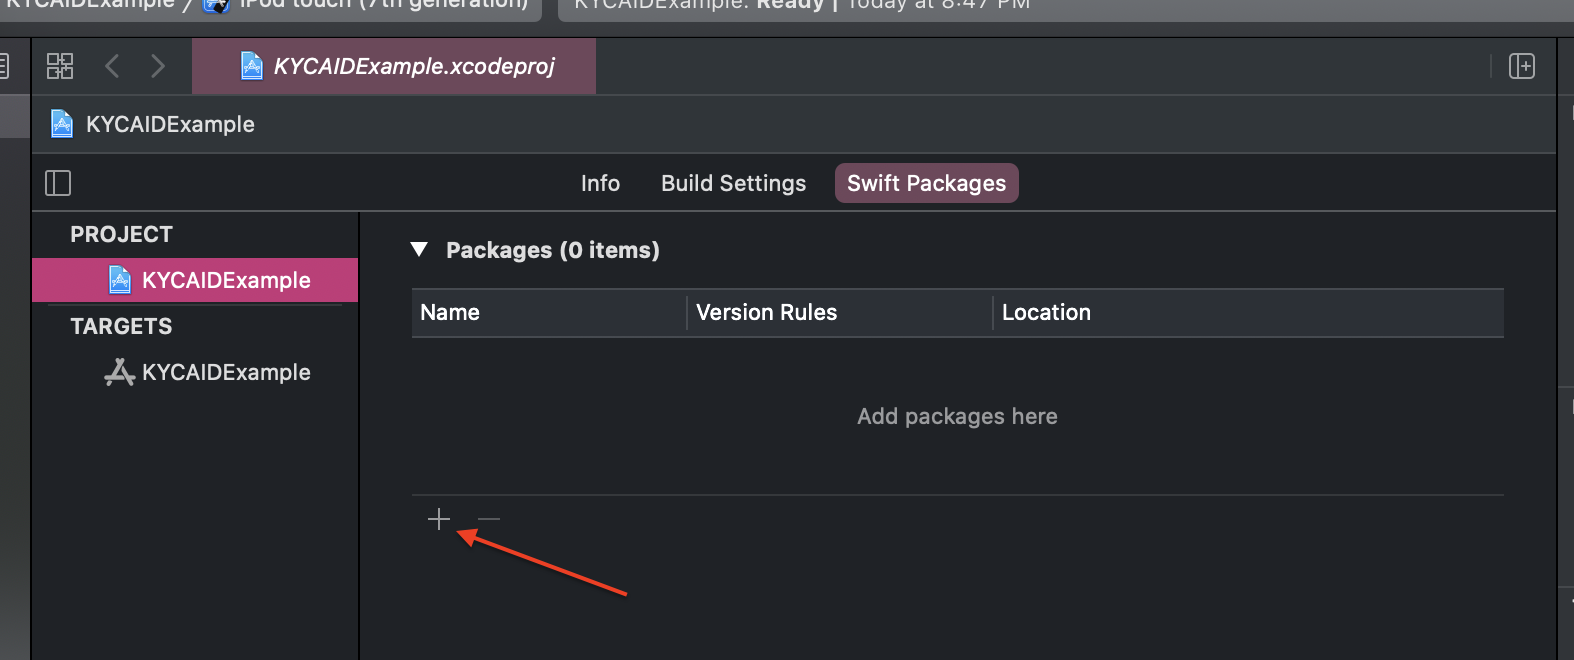 KYCAIDExample / iPod touch (7th generation)
KYCAIDExample: Ready | Today at 8:47 PM
KYCAIDExample.xcodeproj
KYCAIDExample
Info Build Settings Swift Packages
PROJECT
KYCAIDExample
TARGETS
KYCAIDExample
Packages (0 items)
Name Version Rules Location
Add packages here